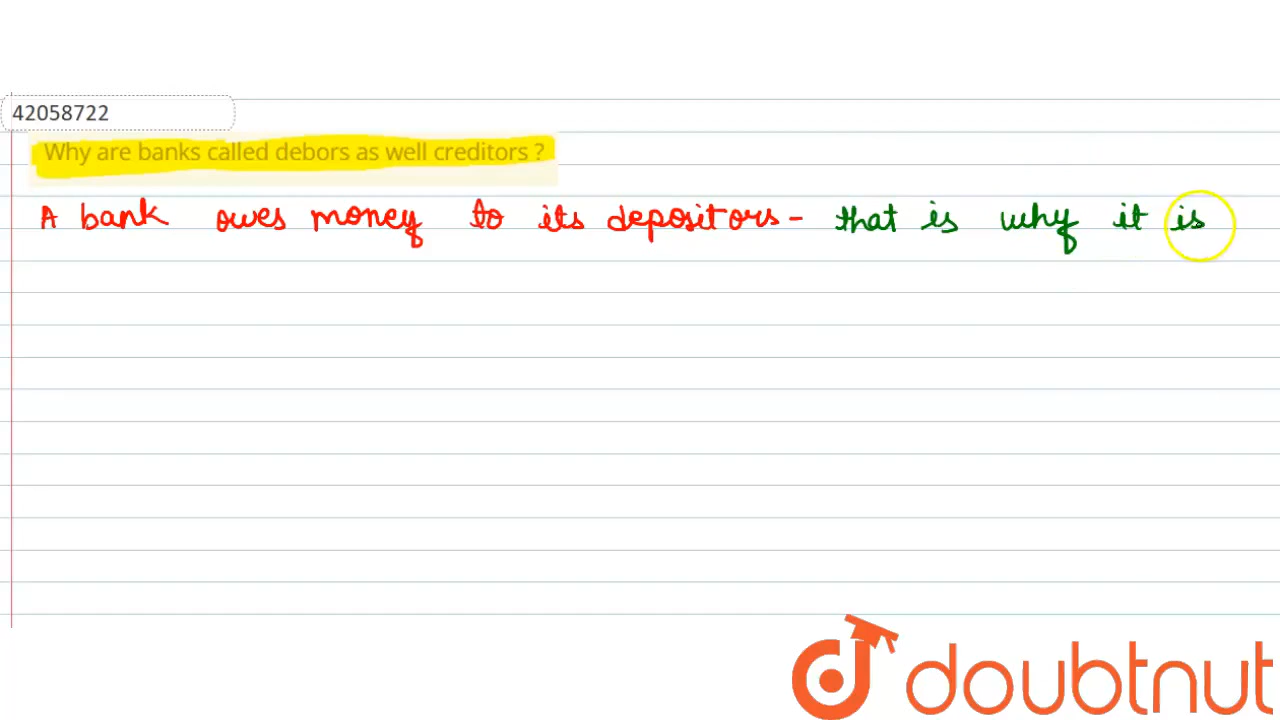 42058722
Why are banks called debors as well creditors ?
A bank owes money to its depositors - that is why it is
doubtnut